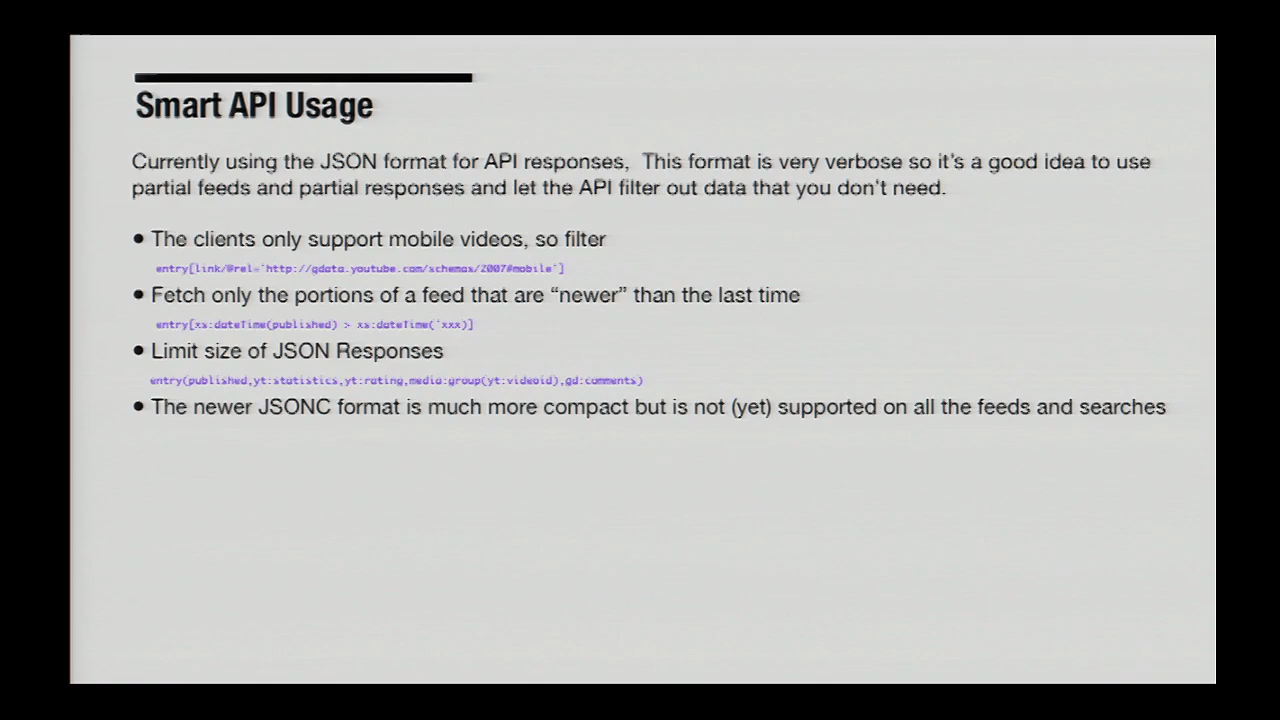 Smart API Usage
Currently using the JSON format for API responses,  This format is very verbose so it's a good idea to use
partial feeds and partial responses and let the API filter out data that you don't need.
• The clients only support mobile videos, so filter
entry[link/@rel='http://gdata.youtube.com/schemas/2007#mobile']
• Fetch only the portions of a feed that are “newer” than the last time
entry[xs:dateTime(published) > xs:dateTime('xxx)]
• Limit size of JSON Responses
entry(published,yt:statistics,yt:rating,media:group(yt:videoid),gd:comments)
• The newer JSONC format is much more compact but is not (yet) supported on all the feeds and searches